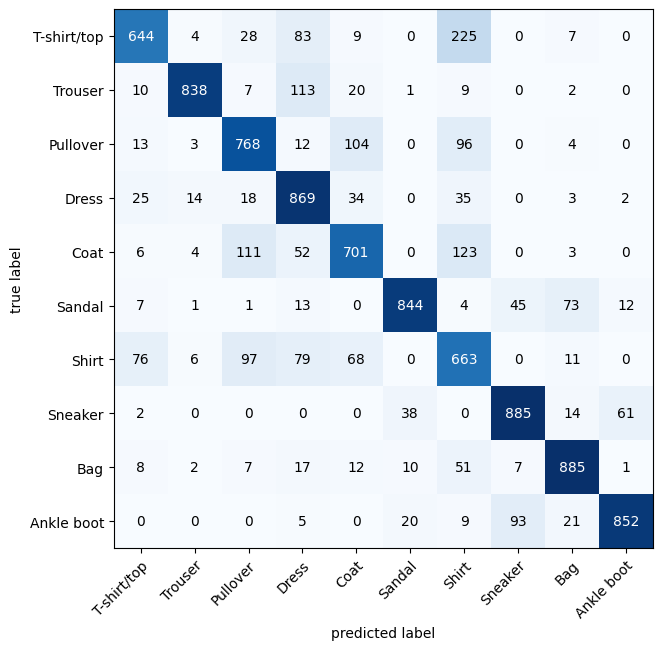 T-shirt/top 644 4 28 83 9 0 225 0 7 0
Trouser 10 838 7 113 20 1 9 0 2 0
Pullover 13 3 768 12 104 0 96 0 4 0
Dress 25 14 18 869 34 0 35 0 3 2
Coat 6 4 111 52 701 0 123 0 3 0
Sandal 7 1 1 13 0 844 4 45 73 12
Shirt 76 6 97 79 68 0 663 0 11 0
Sneaker 2 0 0 0 0 38 0 885 14 61
Bag 8 2 7 17 12 10 51 7 885 1
Ankle boot 0 0 0 5 0 20 9 93 21 852
true label
T-shirt/top Trouser Pullover Dress Coat Sandal Shirt Sneaker Bag Ankle boot
predicted label